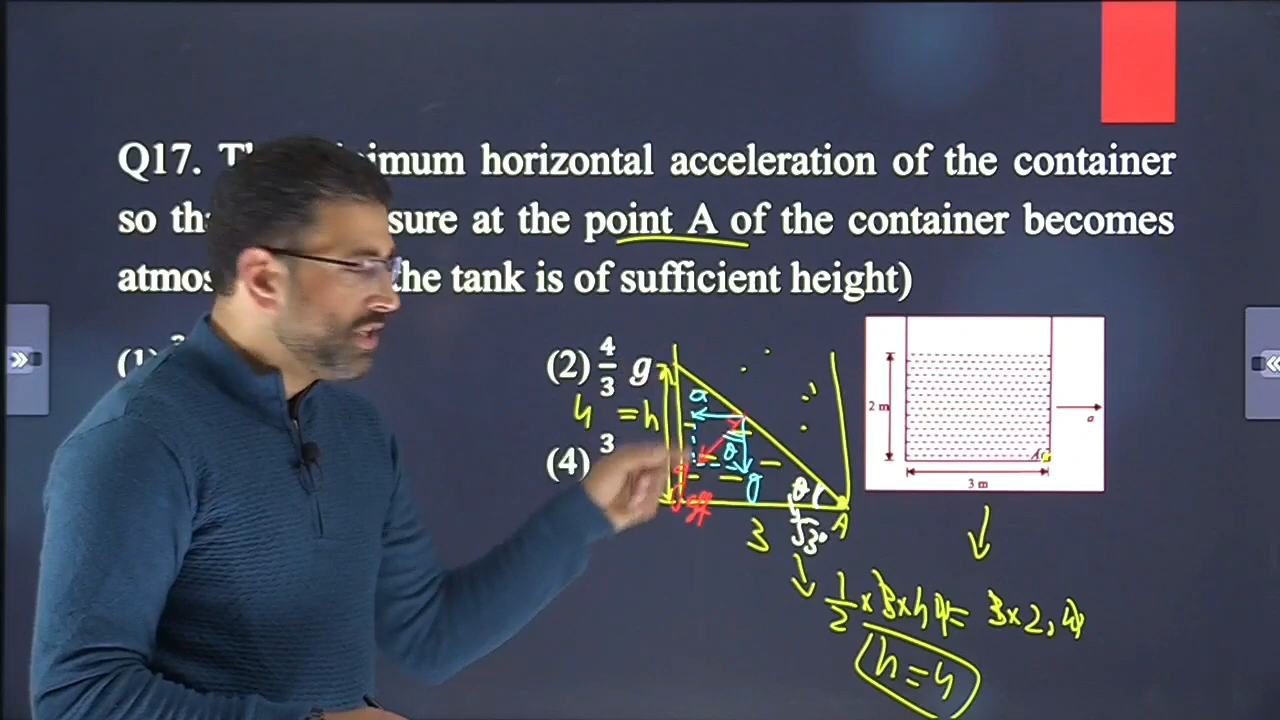 Q17. imum horizontal acceleration of the container
so th sure at the point A of the container becomes
atmos the tank is of sufficient height)
(1)
(2) 4/3 g
(4) 3
4 = h
a
θ
g
g eff
θ
53°
3
A
2 m
3 m
a
A
1/2 × 3 × h = 3 × 2
h = 4